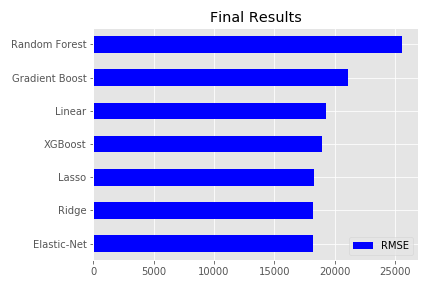 Final Results
Random Forest
Gradient Boost
Linear
XGBoost
Lasso
Ridge
Elastic-Net
RMSE
0 5000 10000 15000 20000 25000